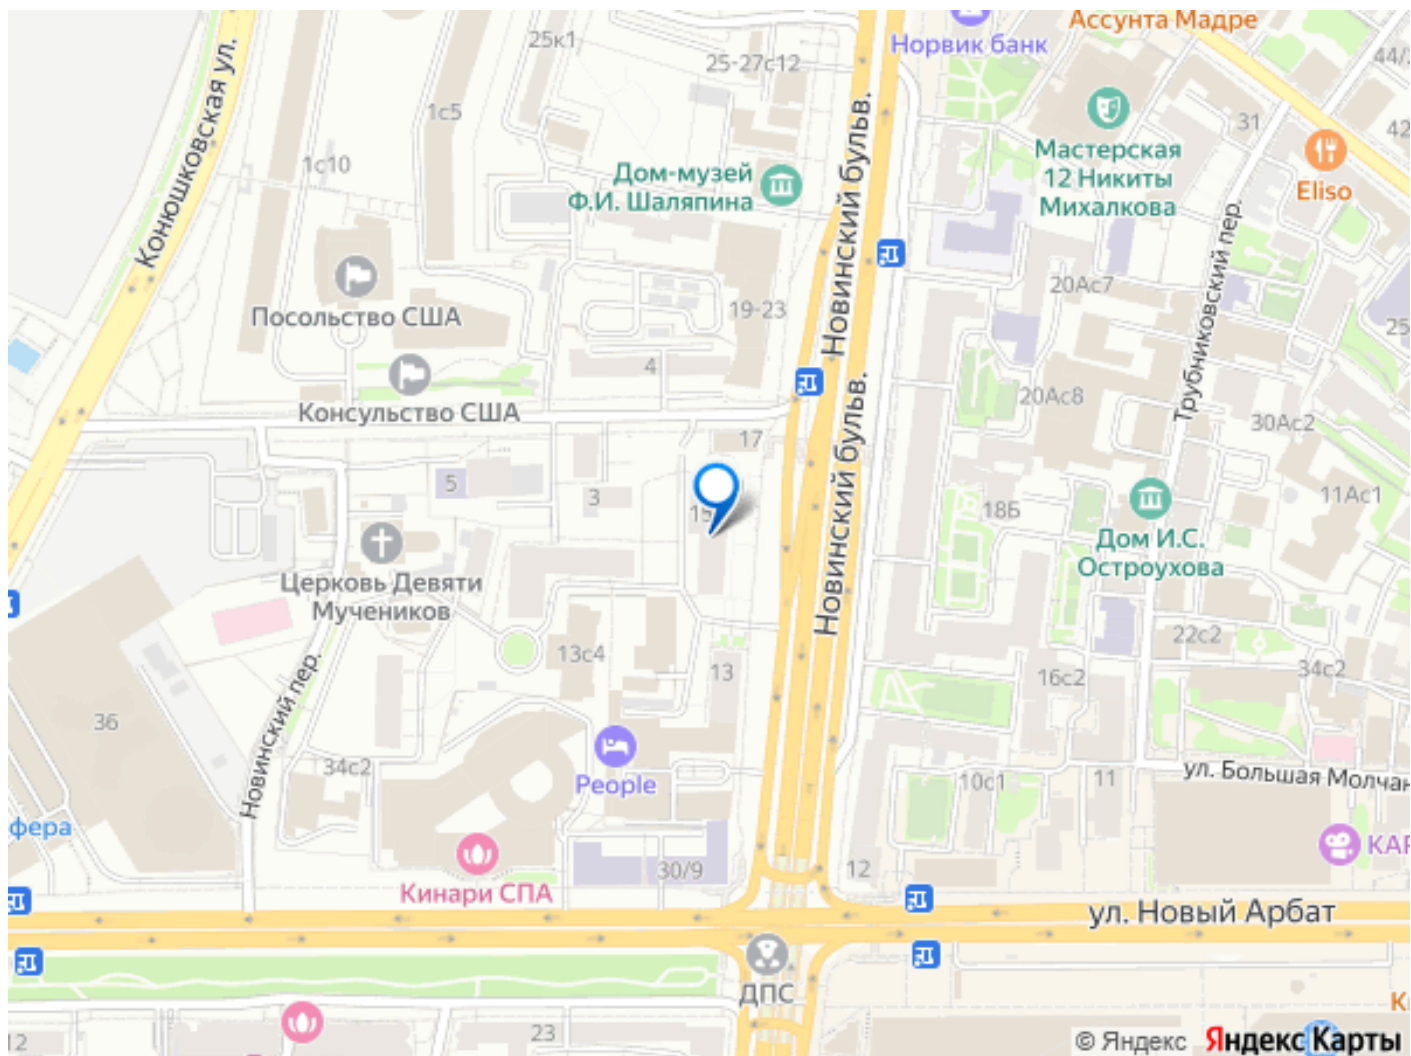 Ассунта Мадре
Норвик банк
25к1
25-27с12
44/
1с5
31
42
Мастерская
12 Никиты
Михалкова
Eliso
1с10
Дом-музей
Ф.И. Шаляпина
Конюшковская ул.
Новинский бульв.
Трубниковский пер.
Посольство США
19-23
20Ас7
25
4
Консульство США
20Ас8
30Ас2
17
Новинский бульв.
5
3
18Б
11Ас1
Дом И.С.
Остроухова
Церковь Девяти
Мучеников
13с4
13
22с2
34с2
16с2
36
Новинский пер.
34с2
People
10с1
11
ул. Большая Молчан
фера
КАР
30/9
12
Кинари СПА
ул. Новый Арбат
ДПС
12
23
© Яндекс Яндекс Карты